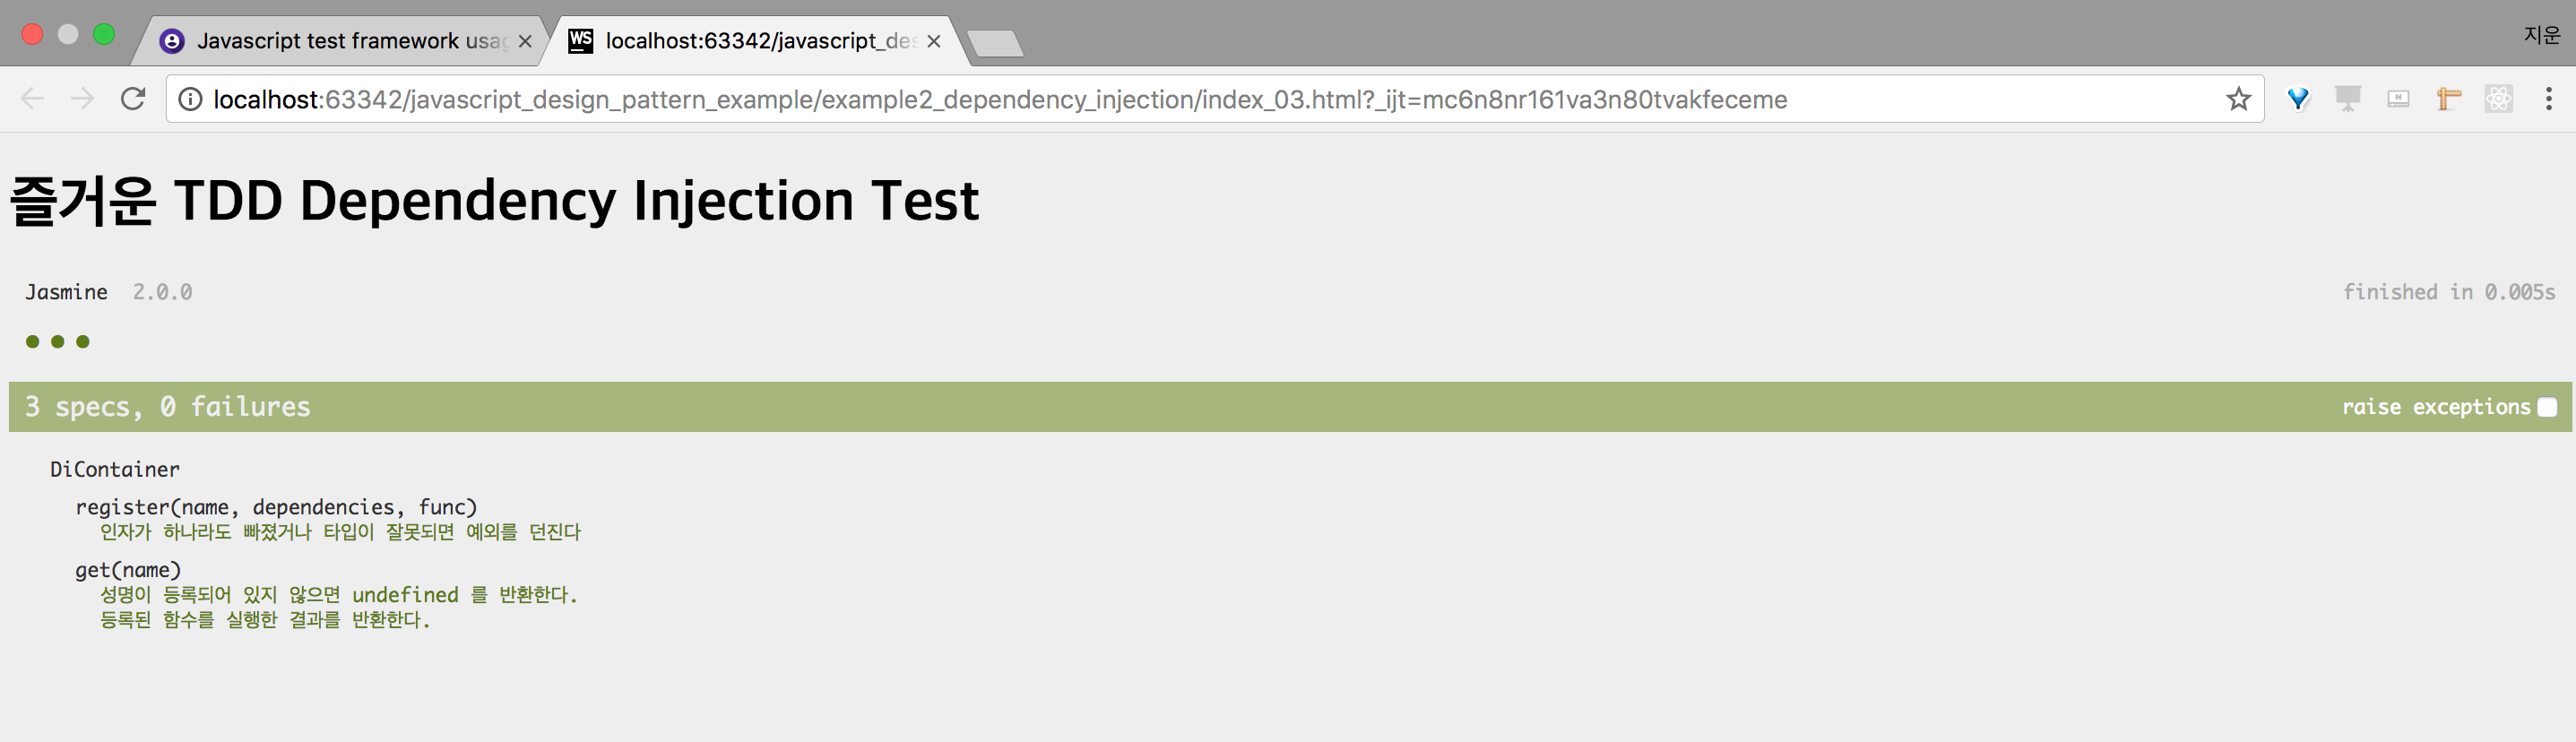 Javascript test framework usag
localhost:63342/javascript_des
지운
localhost:63342/javascript_design_pattern_example/example2_dependency_injection/index_03.html?_ijt=mc6n8nr161va3n80tvakfeceme
즐거운 TDD Dependency Injection Test
Jasmine 2.0.0
finished in 0.005s
3 specs, 0 failures
raise exceptions
DiContainer
register(name, dependencies, func)
인자가 하나라도 빠졌거나 타입이 잘못되면 예외를 던진다
get(name)
성명이 등록되어 있지 않으면 undefined 를 반환한다.
등록된 함수를 실행한 결과를 반환한다.